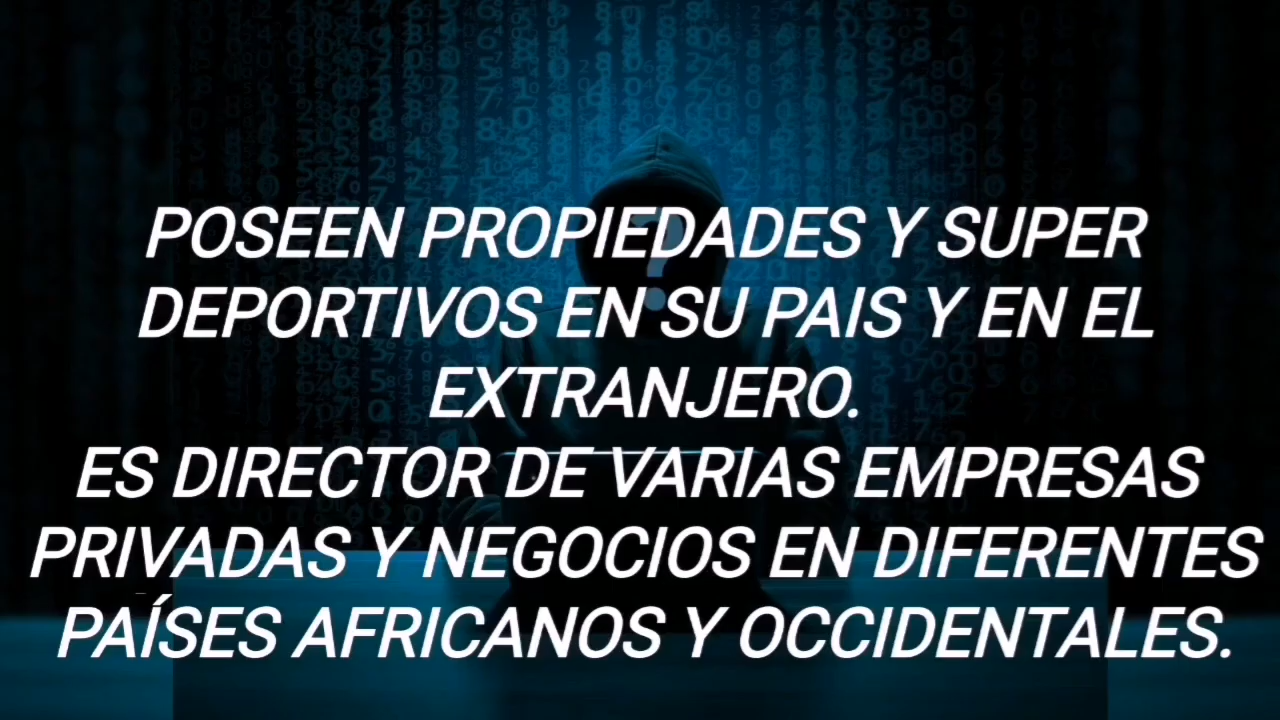 POSEEN PROPIEDADES Y SUPER
DEPORTIVOS EN SU PAIS Y EN EL
EXTRANJERO.
ES DIRECTOR DE VARIAS EMPRESAS
PRIVADAS Y NEGOCIOS EN DIFERENTES
PAÍSES AFRICANOS Y OCCIDENTALES.